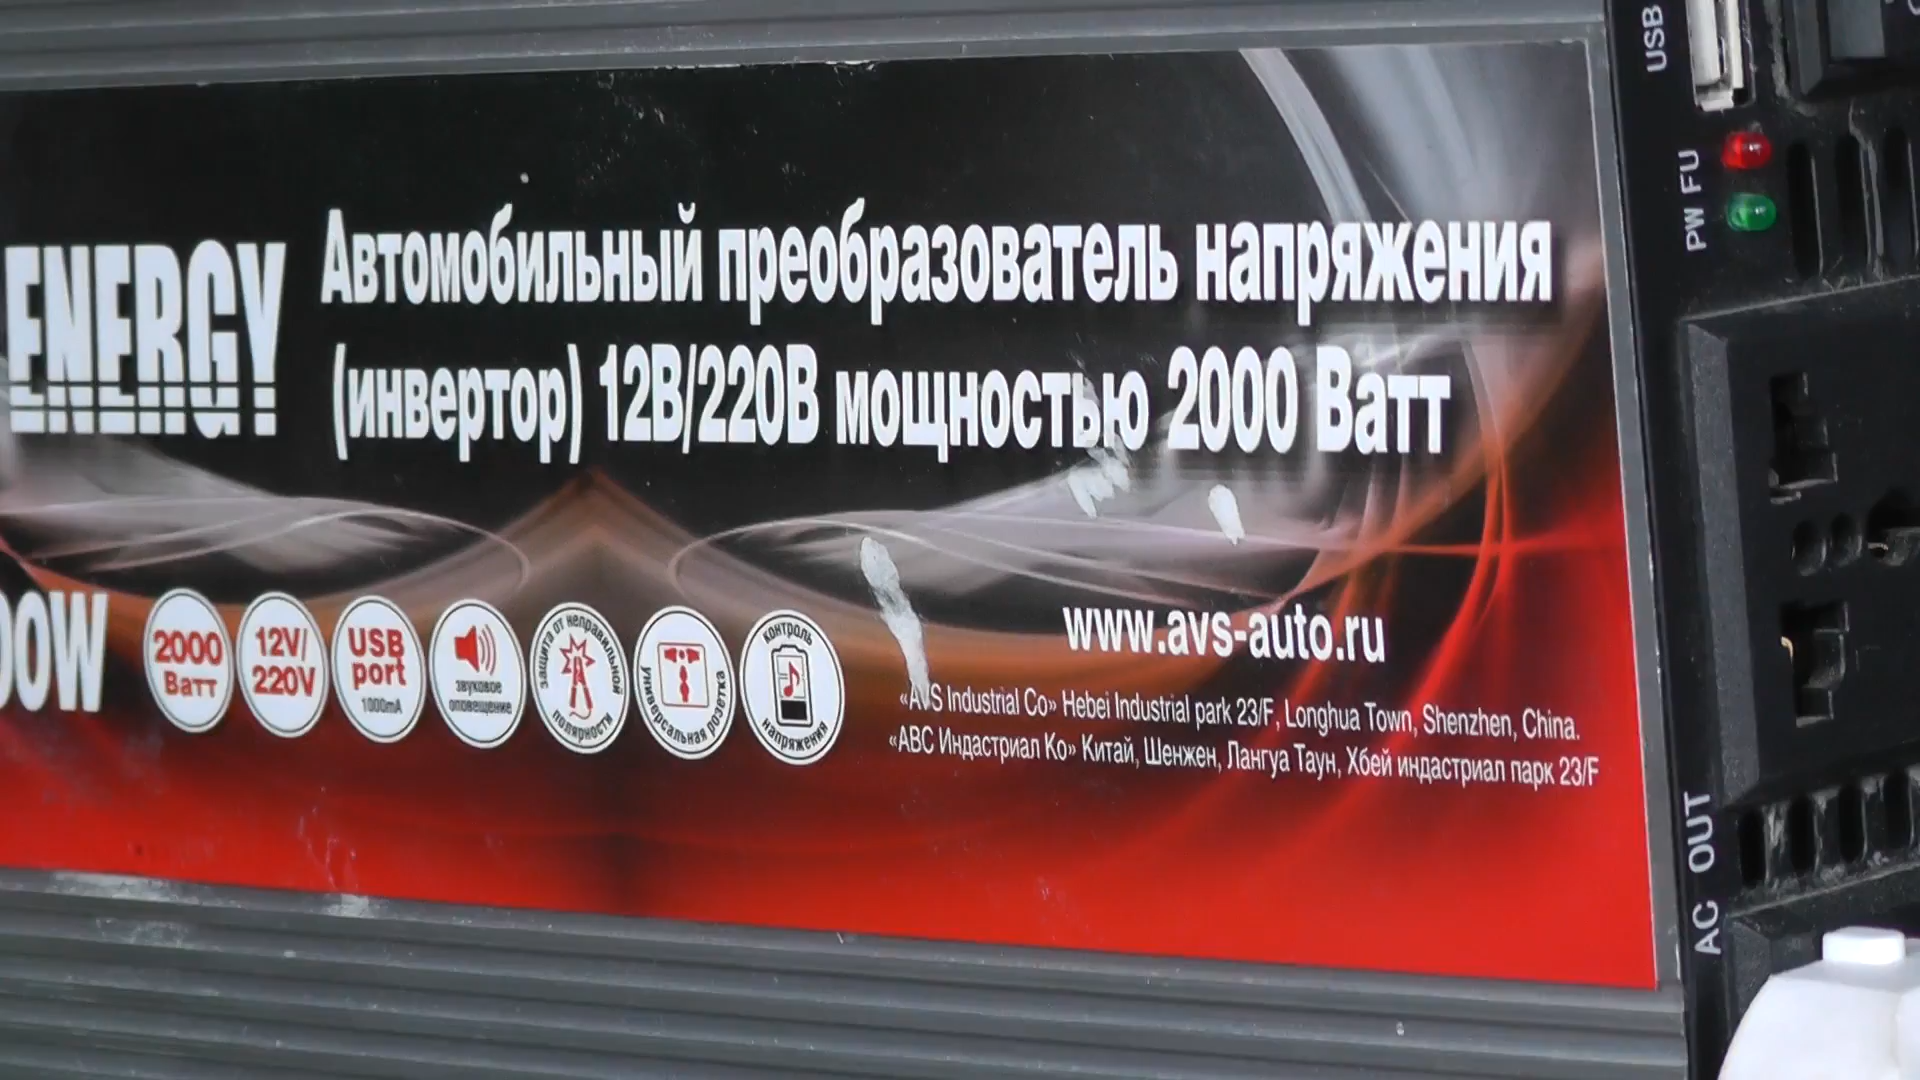 ENERGY
Автомобильный преобразователь напряжения
(инвертор) 12В/220В мощностью 2000 Ватт
00W
2000
Ватт
12V/
220V
USB
port
1000mA
звуковое
оповещение
защита от неправильной
полярности
универсальная розетка
контроль
напряжения
www.avs-auto.ru
«AVS Industrial Co» Hebei Industrial park 23/F, Longhua Town, Shenzhen, China.
«АВС Индастриал Ко» Китай, Шенжен, Лангуа Таун, Хбей индастриал парк 23/F
USB
PW FU
AC OUT